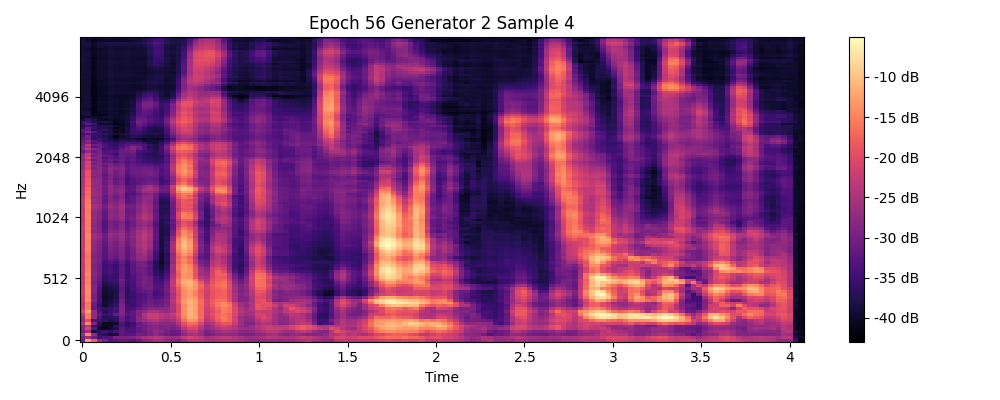 Epoch 56 Generator 2 Sample 4
4096
2048
1024
512
0
Hz
0
0.5
1
1.5
2
2.5
3
3.5
4
Time
-10 dB
-15 dB
-20 dB
-25 dB
-30 dB
-35 dB
-40 dB